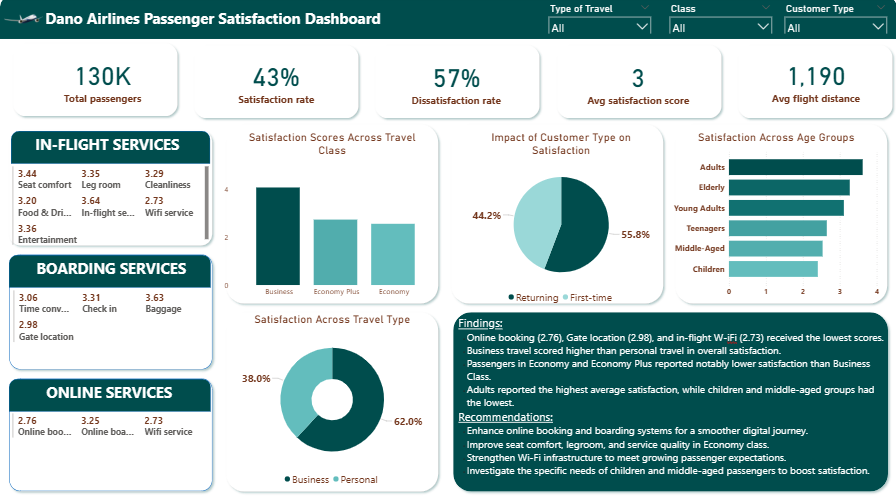 Dano Airlines Passenger Satisfaction Dashboard
Type of Travel
All
Class
All
Customer Type
All
130K
Total passengers
43%
Satisfaction rate
57%
Dissatisfaction rate
3
Avg satisfaction score
1,190
Avg flight distance
IN-FLIGHT SERVICES
3.44 3.35 3.29
Seat comfort Leg room Cleanliness
3.20 3.64 2.73
Food & Dri... In-flight se... Wifi service
3.36
Entertainment
BOARDING SERVICES
3.06 3.31 3.63
Time conv... Check in Baggage
2.98
Gate location
ONLINE SERVICES
2.76 3.25 2.73
Online boo... Online boa... Wifi service
Satisfaction Scores Across Travel
Class
4
2
0
Business Economy Plus Economy
Impact of Customer Type on
Satisfaction
44.2%
55.8%
Returning First-time
Satisfaction Across Age Groups
Adults
Elderly
Young Adults
Teenagers
Middle-Aged
Children
0 1 2 3 4
Satisfaction Across Travel Type
38.0%
62.0%
Business Personal
Findings:
Online booking (2.76), Gate location (2.98), and in-flight W-iFi (2.73) received the lowest scores.
Business travel scored higher than personal travel in overall satisfaction.
Passengers in Economy and Economy Plus reported notably lower satisfaction than Business
Class.
Adults reported the highest average satisfaction, while children and middle-aged groups had
the lowest.
Recommendations:
Enhance online booking and boarding systems for a smoother digital journey.
Improve seat comfort, legroom, and service quality in Economy class.
Strengthen Wi-Fi infrastructure to meet growing passenger expectations.
Investigate the specific needs of children and middle-aged passengers to boost satisfaction.